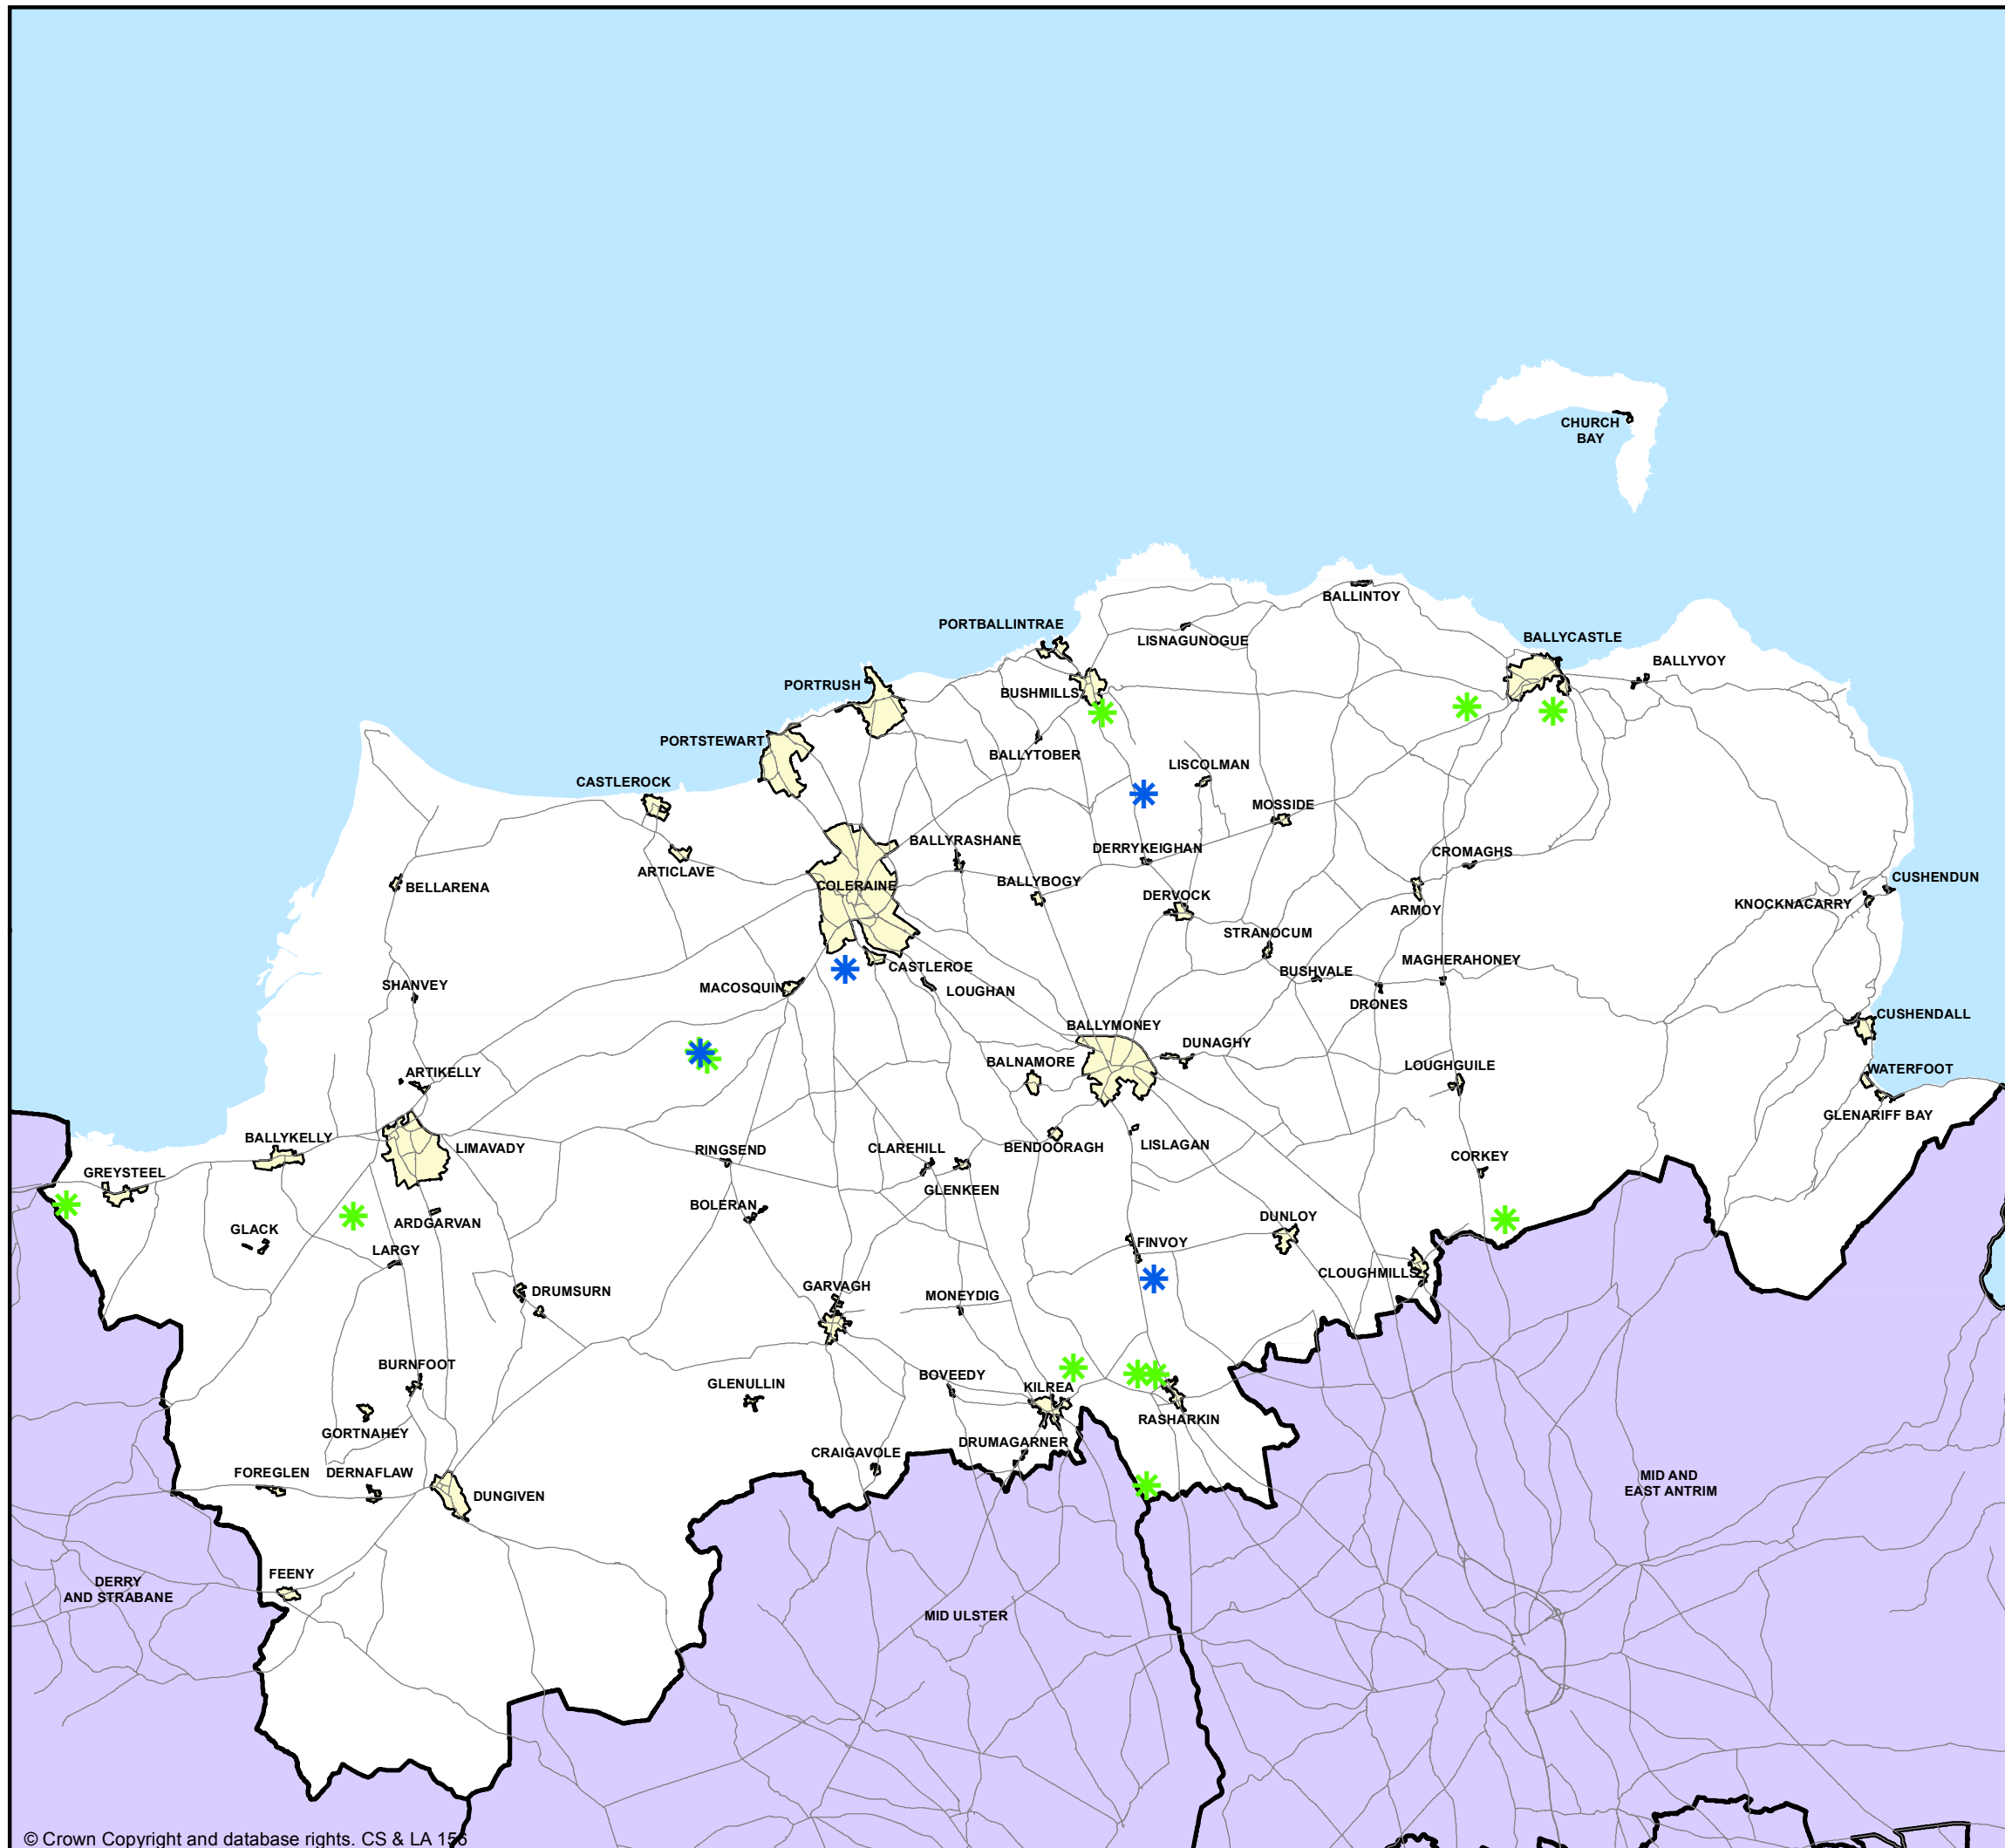 CHURCH
BAY
BALLINTOY
PORTBALLINTRAE
LISNAGUNOGUE
BALLYCASTLE
BALLYVOY
PORTRUSH
BUSHMILLS
PORTSTEWART
BALLYTOBER
LISCOLMAN
CASTLEROCK
MOSSIDE
BALLYRASHANE
DERRYKEIGHAN
CROMAGHS
ARTICLAVE
COLERAINE
BALLYBOGY
BELLARENA
DERVOCK
CUSHENDUN
KNOCKNACARRY
ARMOY
STRANOCUM
MAGHERAHONEY
CASTLEROE
BUSHVALE
SHANVEY
MACOSQUIN
LOUGHAN
DRONES
CUSHENDALL
BALLYMONEY
DUNAGHY
BALNAMORE
LOUGHGUILE
WATERFOOT
ARTIKELLY
GLENARIFF BAY
BALLYKELLY
LIMAVADY
RINGSEND
CLAREHILL
BENDOORAGH
LISLAGAN
CORKEY
GREYSTEEL
GLENKEEN
BOLERAN
DUNLOY
ARDGARVAN
GLACK
LARGY
FINVOY
CLOUGHMILLS
DRUMSURN
GARVAGH
MONEYDIG
BURNFOOT
BOVEEDY
GLENULLIN
KILREA
RASHARKIN
GORTNAHEY
DRUMAGARNER
CRAIGAVOLE
FOREGLEN
DERNAFLAW
DUNGIVEN
MID AND
EAST ANTRIM
FEENY
DERRY
AND STRABANE
MID ULSTER
© Crown Copyright and database rights. CS & LA 156